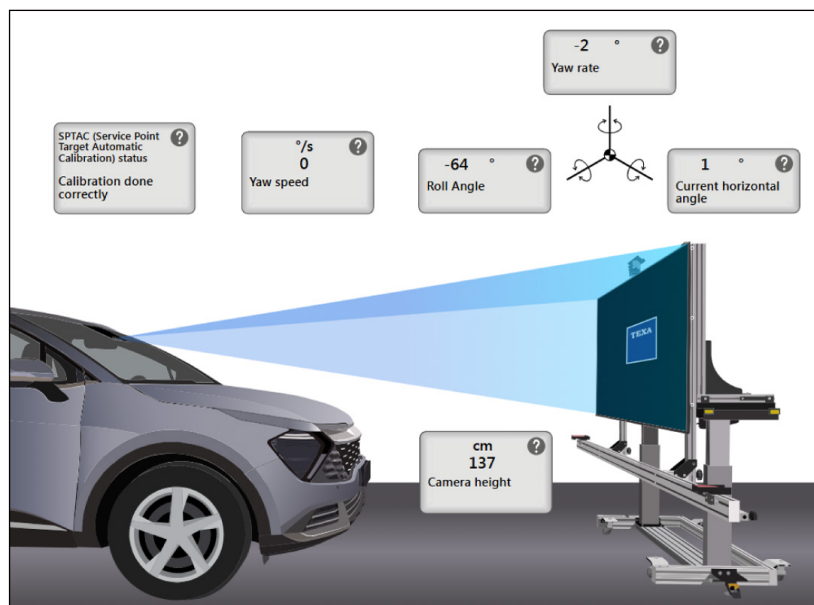 -2 °
Yaw rate
SPTAC (Service Point
Target Automatic
Calibration) status
Calibration done
correctly
°/s
0
Yaw speed
-64 °
Roll Angle
1 °
Current horizontal
angle
TEXA
cm
137
Camera height